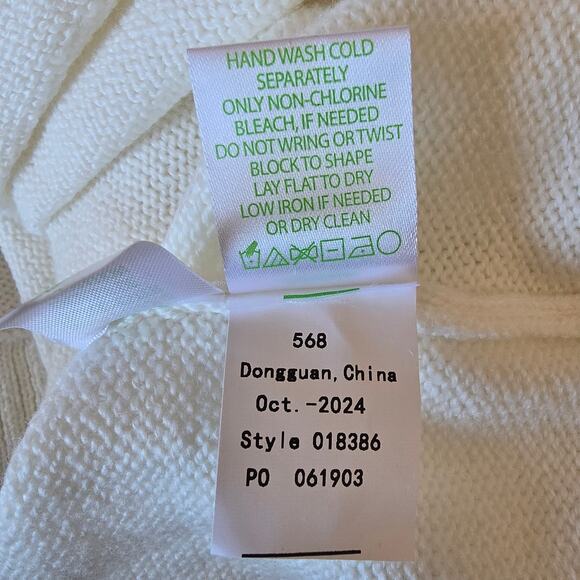 HAND WASH COLD
SEPARATELY
ONLY NON-CHLORINE
BLEACH, IF NEEDED
DO NOT WRING OR TWIST
BLOCK TO SHAPE
LAY FLAT TO DRY
LOW IRON IF NEEDED
OR DRY CLEAN
568
Dongguan, China
Oct.-2024
Style 018386
PO 061903